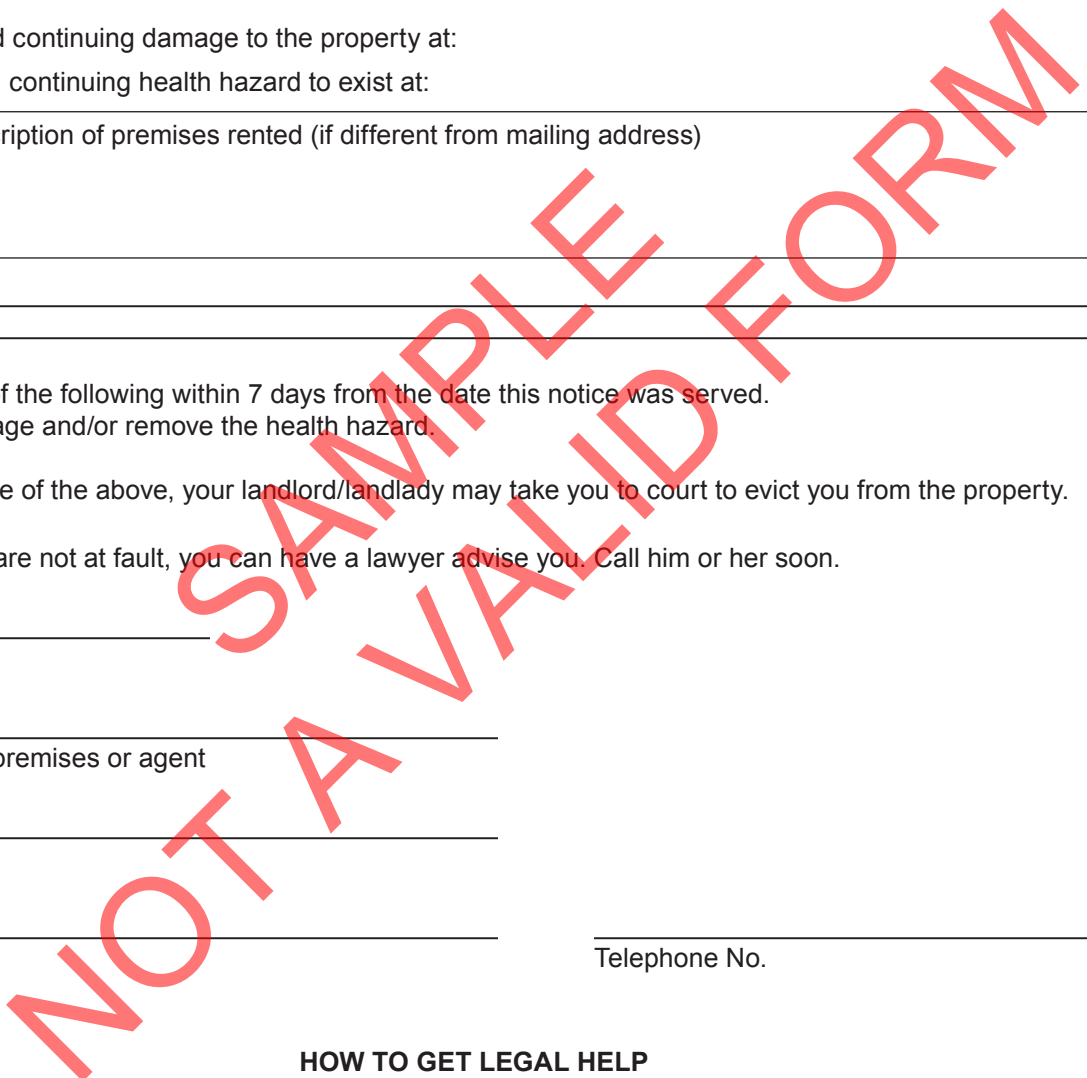 continuing damage to the property at:
continuing health hazard to exist at:
ription of premises rented (if different from mailing address)
f the following within 7 days from the date this notice was served.
age and/or remove the health hazard.
e of the above, your landlord/landlady may take you to court to evict you from the property.
are not at fault, you can have a lawyer advise you. Call him or her soon.
premises or agent
Telephone No.
HOW TO GET LEGAL HELP
SAMPLE
NOT A VALID FORM